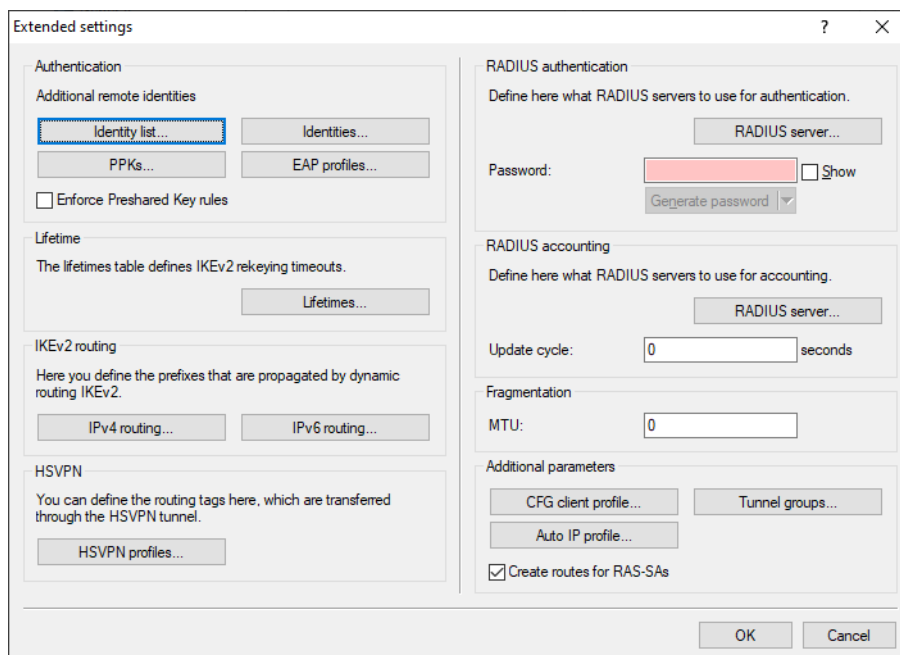 Extended settings
?
Authentication
Additional remote identities
Identity list...
Identities...
PPKs...
EAP profiles...
Enforce Preshared Key rules
Lifetime
The lifetimes table defines IKEv2 rekeying timeouts.
Lifetimes...
IKEv2 routing
Here you define the prefixes that are propagated by dynamic
routing IKEv2.
IPv4 routing...
IPv6 routing...
HSVPN
You can define the routing tags here, which are transferred
through the HSVPN tunnel.
HSVPN profiles...
RADIUS authentication
Define here what RADIUS servers to use for authentication.
RADIUS server...
Password:
Show
Generate password
RADIUS accounting
Define here what RADIUS servers to use for accounting.
RADIUS server...
Update cycle:
0
seconds
Fragmentation
MTU:
0
Additional parameters
CFG client profile...
Tunnel groups...
Auto IP profile...
Create routes for RAS-SAs
OK
Cancel